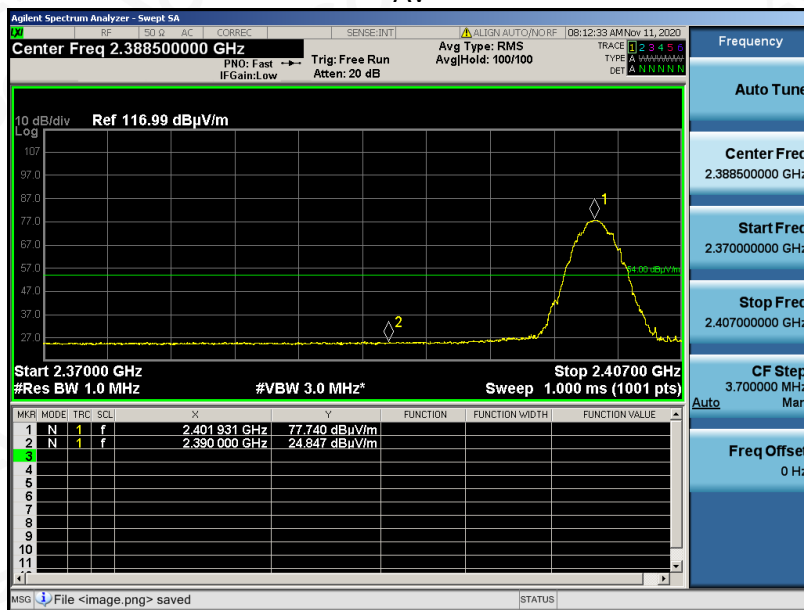 Agilent Spectrum Analyzer - Swept SA
LXI RF 50 Ω AC CORREC SENSE:INT ALIGN AUTO/NO RF 08:12:33 AM Nov 11, 2020
Center Freq 2.388500000 GHz
PNO: Fast
IFGain:Low
Trig: Free Run
Atten: 20 dB
Avg Type: RMS
Avg|Hold: 100/100
TRACE 1 2 3 4 5 6
TYPE A WWWWW
DET A N N N N N
10 dB/div Ref 116.99 dBµV/m
Log
107
97.0
87.0
77.0
67.0
57.0
47.0
37.0
27.0
1
54.00 dBµV/m
2
Start 2.37000 GHz Stop 2.40700 GHz
#Res BW 1.0 MHz #VBW 3.0 MHz* Sweep 1.000 ms (1001 pts)
MKR MODE TRC SCL X Y FUNCTION FUNCTION WIDTH FUNCTION VALUE
1 N 1 f 2.401 931 GHz 77.740 dBµV/m
2 N 1 f 2.390 000 GHz 24.847 dBµV/m
3
4
5
6
7
8
9
10
11
MSG File <image.png> saved STATUS
Frequency
Auto Tune
Center Freq
2.388500000 GHz
Start Freq
2.370000000 GHz
Stop Freq
2.407000000 GHz
CF Step
3.700000 MHz
Auto Man
Freq Offset
0 Hz